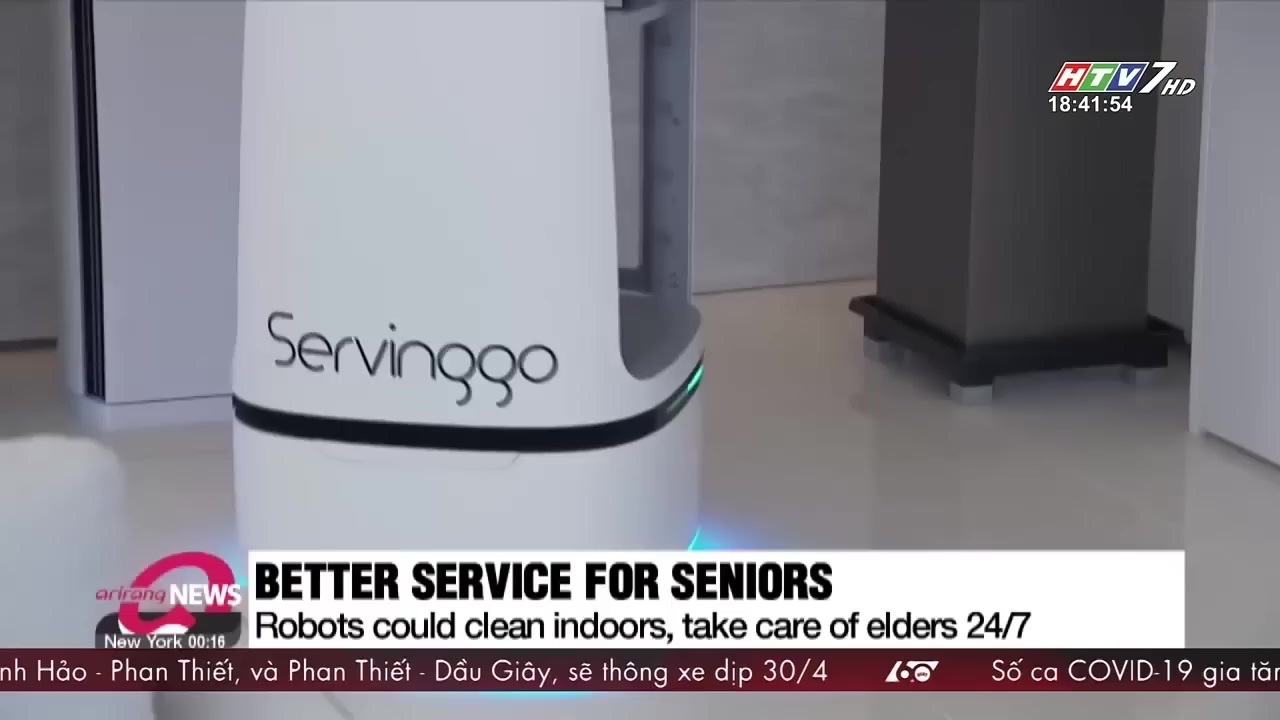 HTV7HD
18:41:54
Servinggo
arirang NEWS
New York 00:16
BETTER SERVICE FOR SENIORS
Robots could clean indoors, take care of elders 24/7
nh Hảo - Phan Thiết, và Phan Thiết - Dầu Giây, sẽ thông xe dịp 30/4
Số ca COVID-19 gia tăn